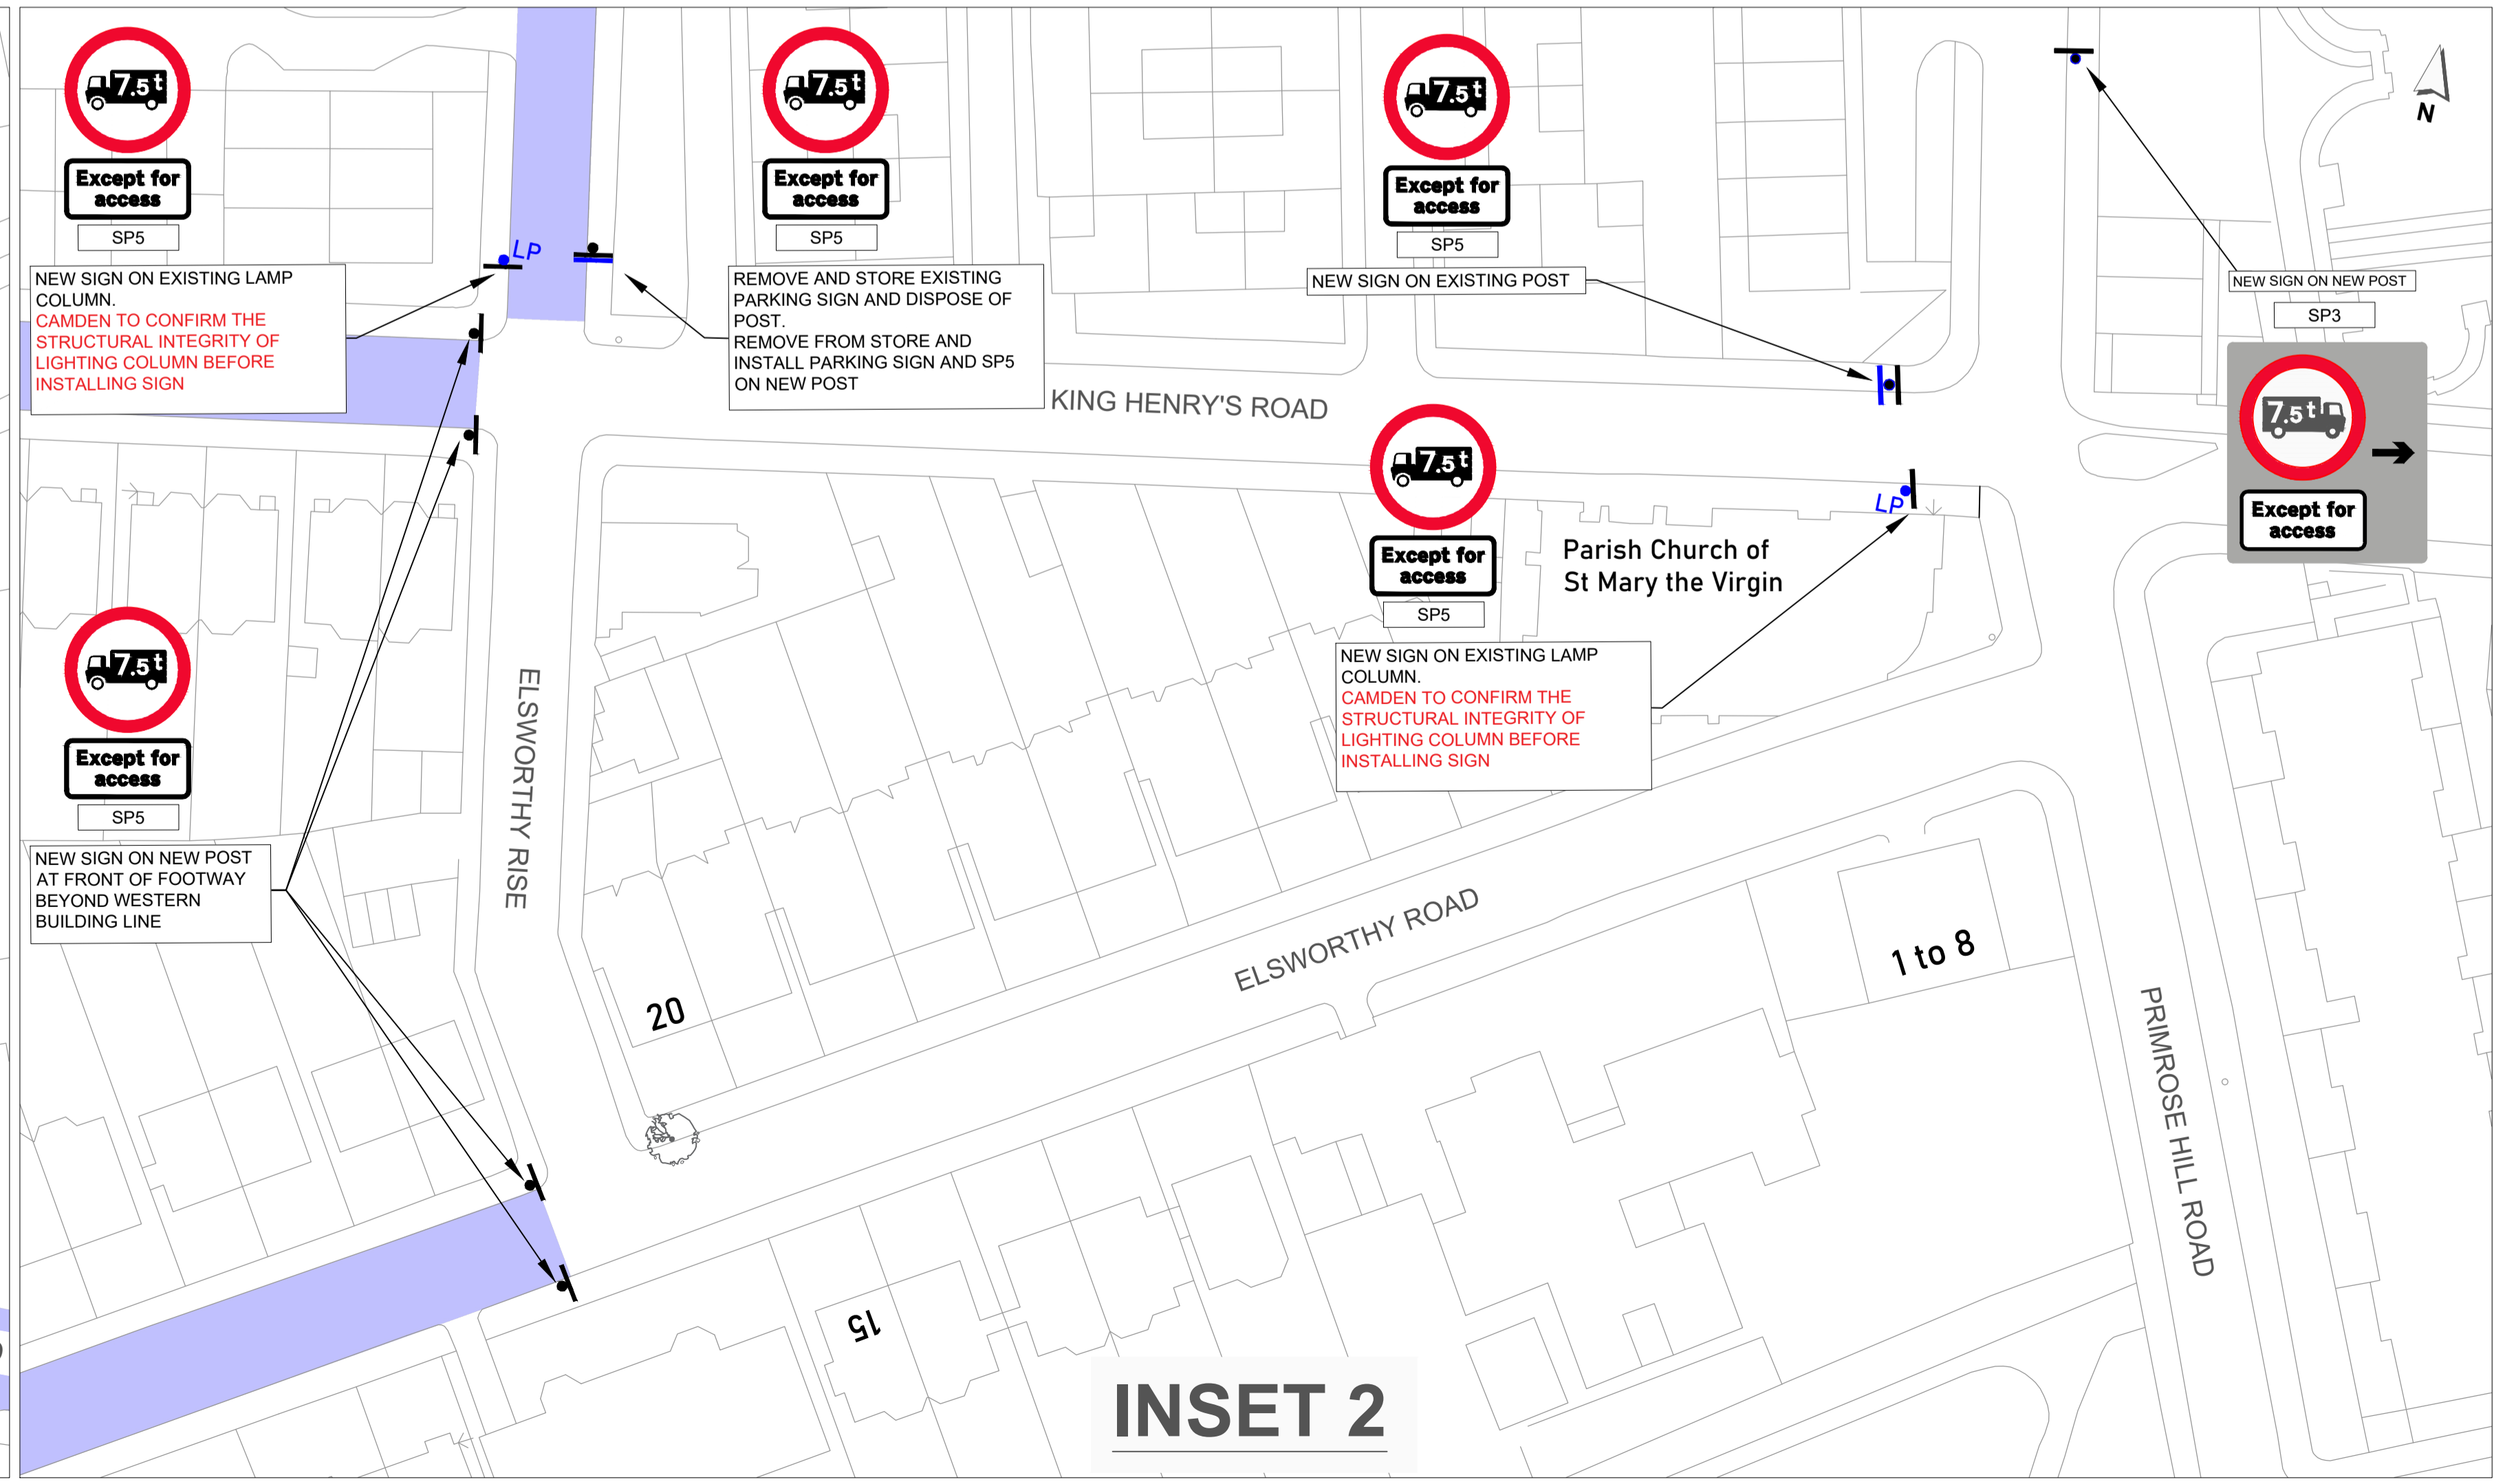 7.5t
Except for
access
SP5
NEW SIGN ON EXISTING LAMP
COLUMN.
CAMDEN TO CONFIRM THE
STRUCTURAL INTEGRITY OF
LIGHTING COLUMN BEFORE
INSTALLING SIGN
LP
7.5t
Except for
access
SP5
REMOVE AND STORE EXISTING
PARKING SIGN AND DISPOSE OF
POST.
REMOVE FROM STORE AND
INSTALL PARKING SIGN AND SP5
ON NEW POST
7.5t
Except for
access
SP5
NEW SIGN ON EXISTING POST
N
NEW SIGN ON NEW POST
SP3
7.5t
Except for
access
KING HENRY'S ROAD
7.5t
Except for
access
SP5
LP
Parish Church of
St Mary the Virgin
NEW SIGN ON EXISTING LAMP
COLUMN.
CAMDEN TO CONFIRM THE
STRUCTURAL INTEGRITY OF
LIGHTING COLUMN BEFORE
INSTALLING SIGN
7.5t
Except for
access
SP5
NEW SIGN ON NEW POST
AT FRONT OF FOOTWAY
BEYOND WESTERN
BUILDING LINE
ELSWORTHY RISE
20
ELSWORTHY ROAD
1 to 8
PRIMROSE HILL ROAD
15
INSET 2